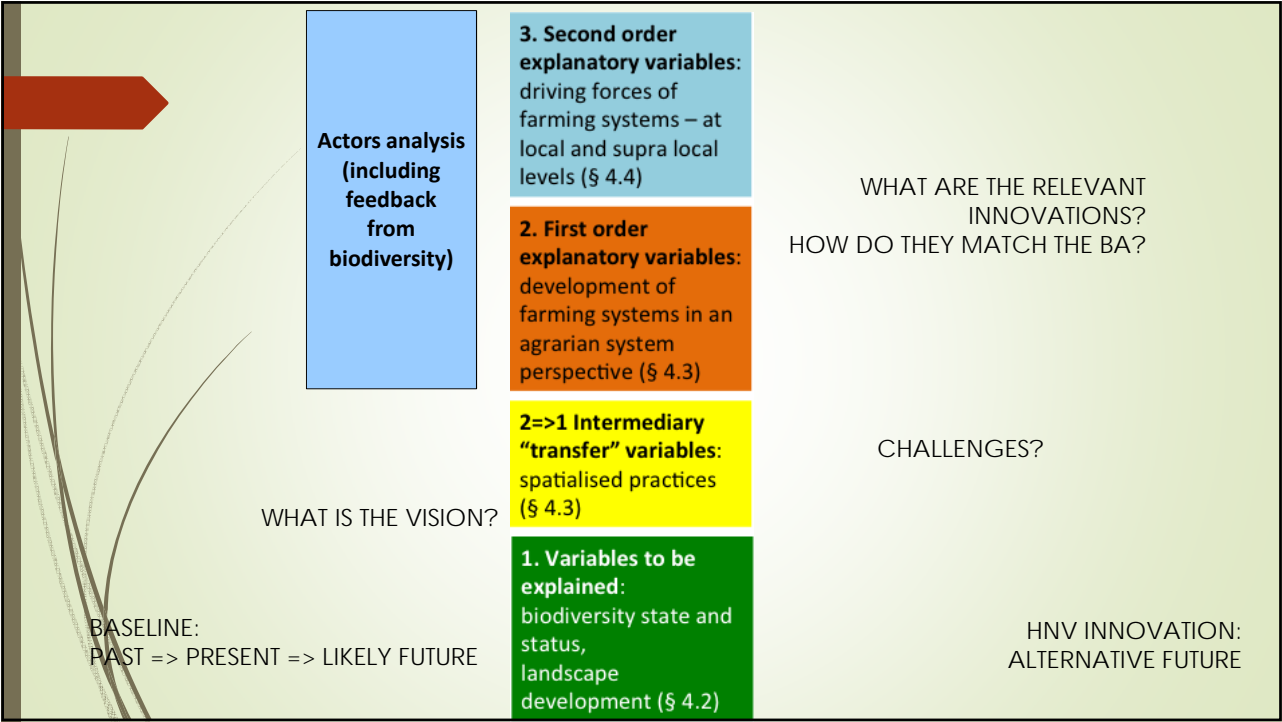 Actors analysis
(including
feedback
from
biodiversity)
3. Second order
explanatory variables:
driving forces of
farming systems – at
local and supra local
levels (§ 4.4)
2. First order
explanatory variables:
development of
farming systems in an
agrarian system
perspective (§ 4.3)
2=>1 Intermediary
“transfer” variables:
spatialised practices
(§ 4.3)
1. Variables to be
explained:
biodiversity state and
status,
landscape
development (§ 4.2)
WHAT ARE THE RELEVANT
INNOVATIONS?
HOW DO THEY MATCH THE BA?
CHALLENGES?
WHAT IS THE VISION?
BASELINE:
PAST => PRESENT => LIKELY FUTURE
HNV INNOVATION:
ALTERNATIVE FUTURE